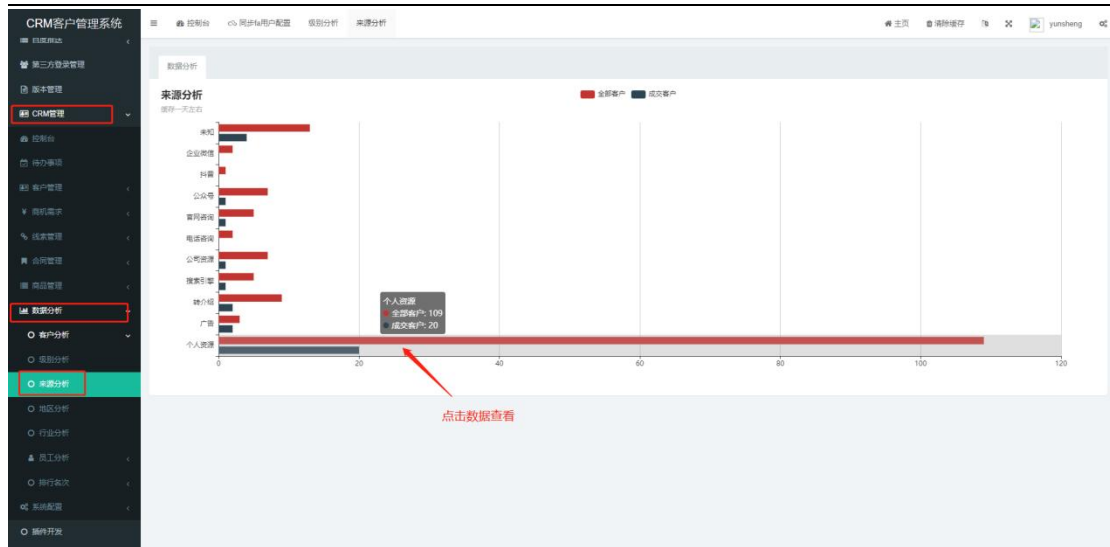 CRM客户管理系统
控制台
同步fa用户配置
级别分析
来源分析
主页
清除缓存
yunsheng
第三方登录管理
版本管理
CRM管理
控制台
待办事项
客户管理
商机需求
线索管理
合同管理
商品管理
数据分析
客户分析
级别分析
来源分析
地区分析
行业分析
员工分析
排行名次
系统配置
插件开发
数据分析
来源分析
缓存一天左右
全部客户
成交客户
未知
企业微信
抖音
公众号
官网咨询
电话咨询
公司资源
搜索引擎
转介绍
广告
个人资源
个人资源
全部客户: 109
成交客户: 20
0 20 40 60 80 100 120
点击数据查看